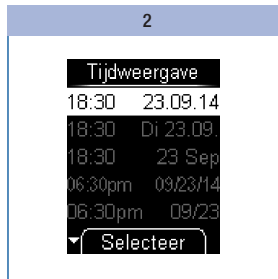 2
Tijdweergave
18:30 23.09.14
18:30 Di 23.09.
18:30 23 Sep
06:30pm 09/23/14
06:30pm 09/23
Selecteer